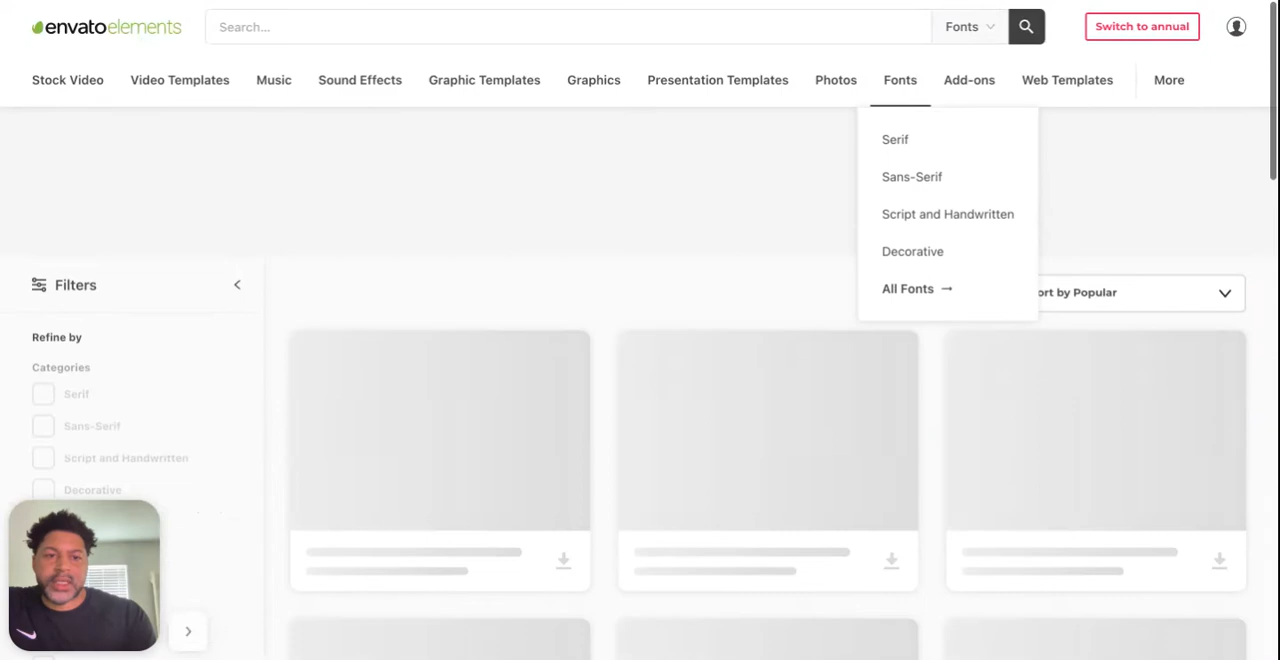 envatoelements
Search...
Fonts
Switch to annual
Stock Video Video Templates Music Sound Effects Graphic Templates Graphics Presentation Templates Photos Fonts Add-ons Web Templates More
Serif
Sans-Serif
Script and Handwritten
Decorative
All Fonts →
Filters
ort by Popular
Refine by
Categories
Serif
Sans-Serif
Script and Handwritten
Decorative